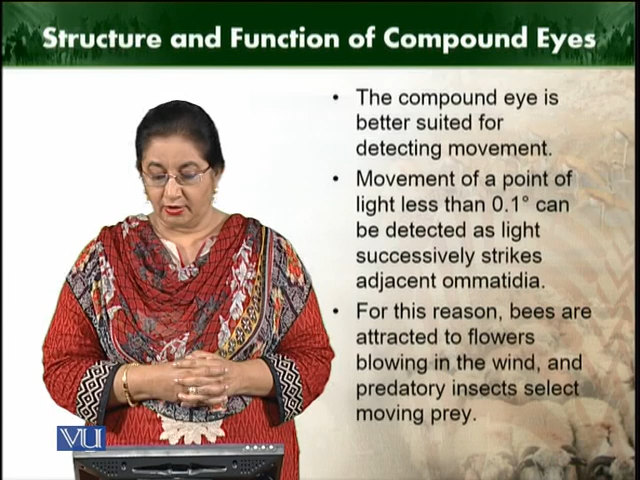 Structure and Function of Compound Eyes
• The compound eye is
better suited for
detecting movement.
• Movement of a point of
light less than 0.1° can
be detected as light
successively strikes
adjacent ommatidia.
• For this reason, bees are
attracted to flowers
blowing in the wind, and
predatory insects select
moving prey.
VU